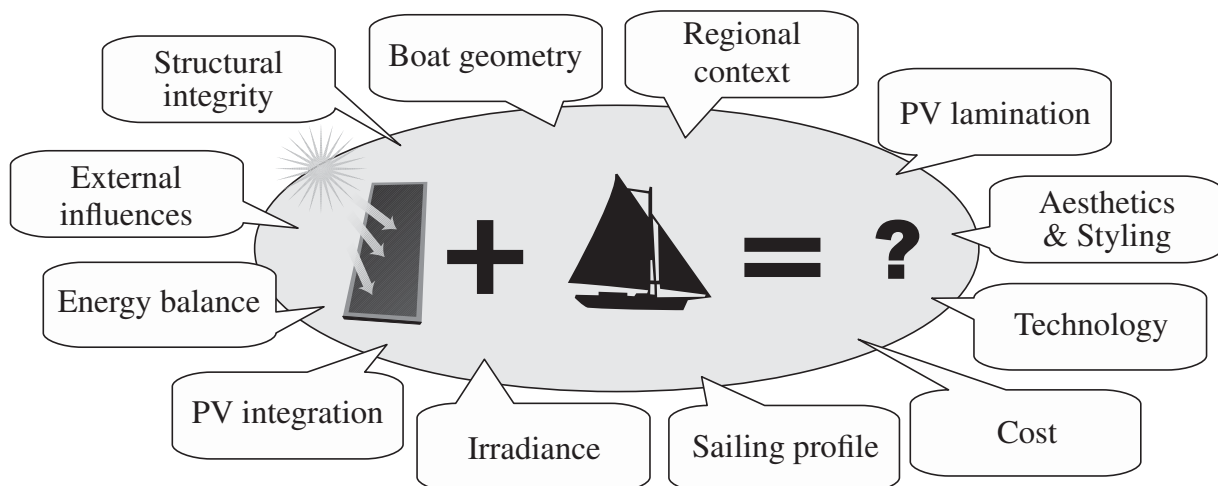 Structural
integrity
Boat geometry
Regional
context
PV lamination
External
influences
+
=
?
Aesthetics
& Styling
Energy balance
Technology
PV integration
Irradiance
Sailing profile
Cost